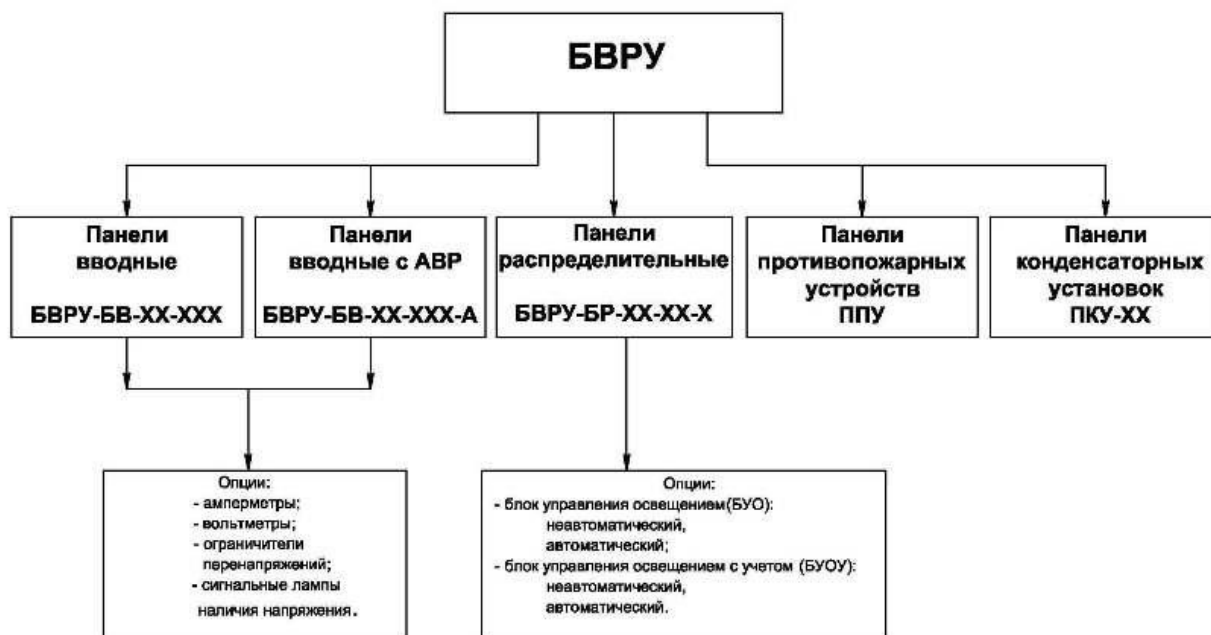 БВРУ
Панели
вводные
БВРУ-БВ-ХХ-ХХХ
Панели
вводные с АВР
БВРУ-БВ-ХХ-ХХХ-А
Панели
распределительные
БВРУ-БР-ХХ-ХХ-Х
Панели
противопожарных
устройств
ППУ
Панели
конденсаторных
установок
ПКУ-ХХ
Опции:
- амперметры;
- вольтметры;
- ограничители
перенапряжений;
- сигнальные лампы
наличия напряжения.
Опции:
- блок управления освещением(БУО):
неавтоматический,
автоматический;
- блок управления освещением с учетом (БУОУ):
неавтоматический,
автоматический.